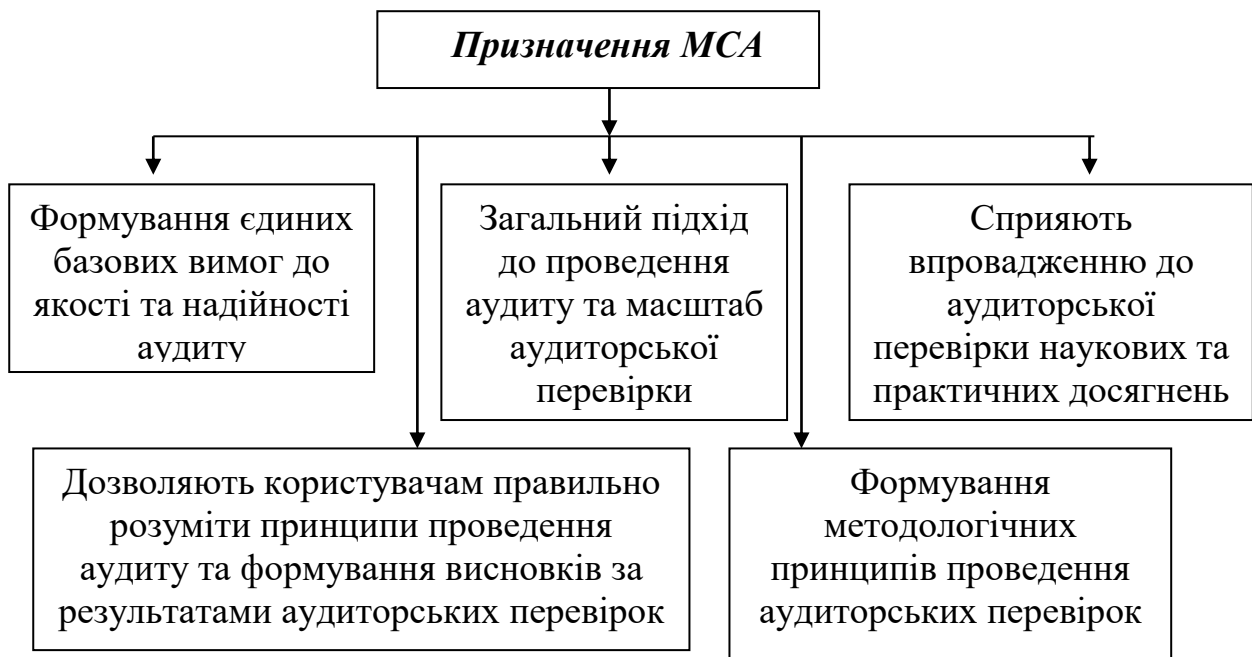 Призначення МСА
Формування єдиних
базових вимог до
якості та надійності
аудиту
Загальний підхід
до проведення
аудиту та масштаб
аудиторської
перевірки
Сприяють
впровадженню до
аудиторської
перевірки наукових та
практичних досягнень
Дозволяють користувачам правильно
розуміти принципи проведення
аудиту та формування висновків за
результатами аудиторських перевірок
Формування
методологічних
принципів проведення
аудиторських перевірок